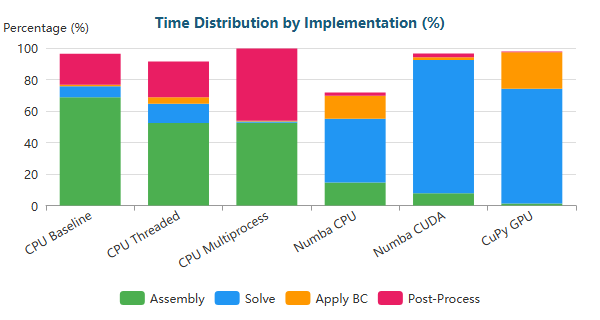 Time Distribution by Implementation (%)
Percentage (%)
100
80
60
40
20
0
CPU Baseline
CPU Threaded
CPU Multiprocess
Numba CPU
Numba CUDA
CuPy GPU
Assembly Solve Apply BC Post-Process